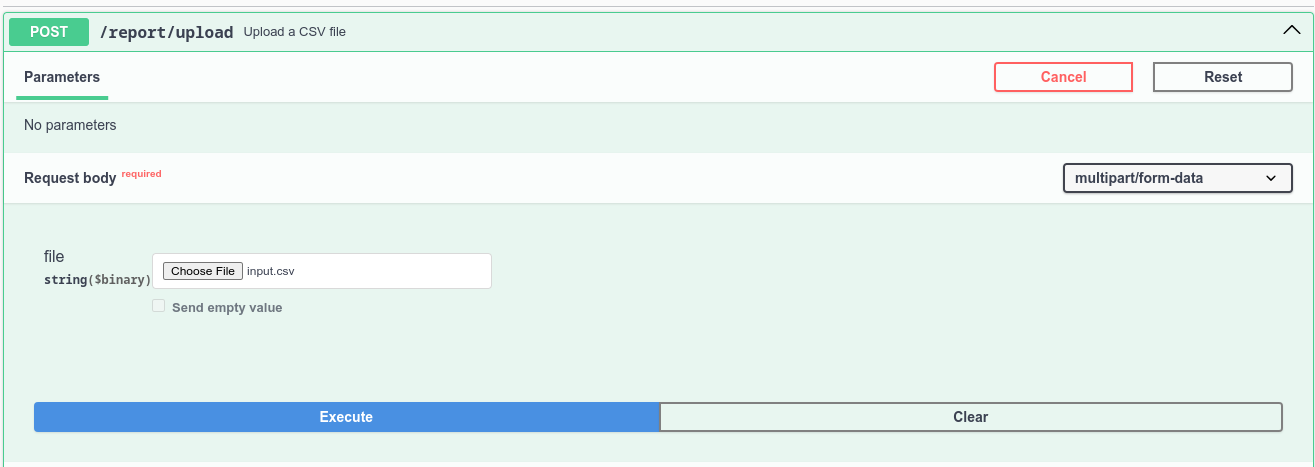 POST /report/upload Upload a CSV file
Parameters Cancel Reset
No parameters
Request body required multipart/form-data
file
string($binary) Choose File input.csv
Send empty value
Execute Clear